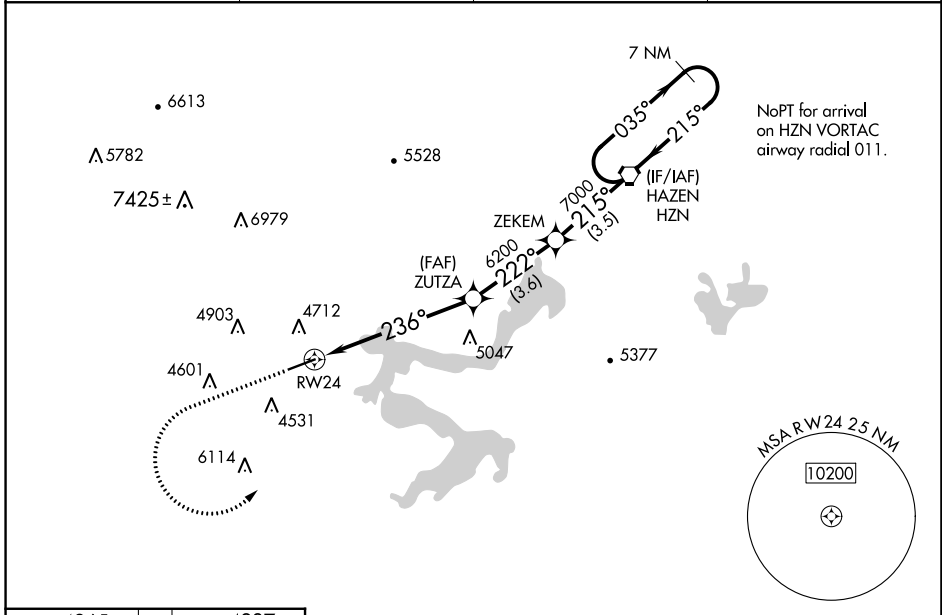 7 NM
6613
035°
215°
NoPT for arrival
on HZN VORTAC
airway radial 011.
5782
5528
7425±
(IF/IAF)
HAZEN
HZN
7000
215°
(3.5)
6979
ZEKEM
6200
222°
(3.6)
(FAF)
ZUTZA
4903
4712
236°
5047
5377
4601
RW24
4531
6114
MSA RW24 25 NM
10200